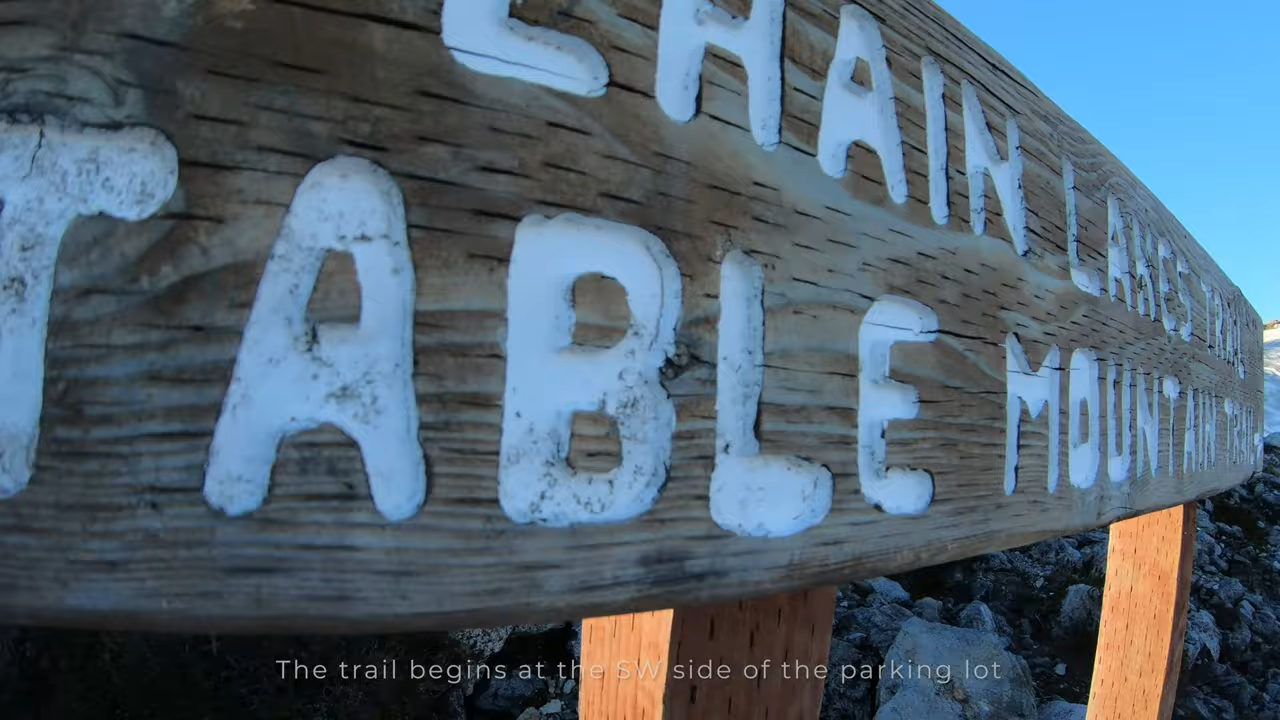 CHAIN LAKES TRAIL
TABLE MOUNTAIN TRAIL
The trail begins at the SW side of the parking lot